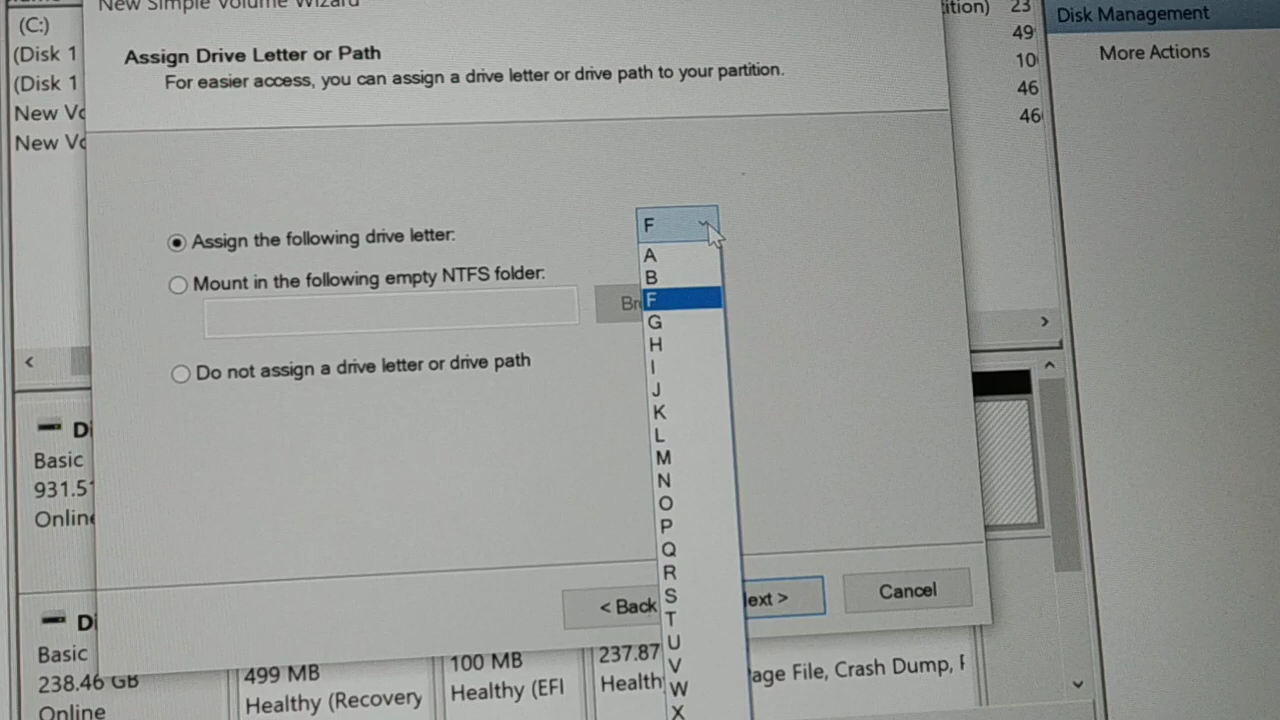 New Simple Volume Wizard
(C:)
(Disk 1
(Disk 1
New Vo
New Vo
Assign Drive Letter or Path
For easier access, you can assign a drive letter or drive path to your partition.
ition) 23
49
10
46
46
Disk Management
More Actions
Assign the following drive letter:
F
Mount in the following empty NTFS folder:
Br
Do not assign a drive letter or drive path
A
B
F
G
H
I
J
K
L
M
N
O
P
Q
R
S
T
U
V
W
X
< Back
ext >
Cancel
Di
Basic
931.5
Online
Di
Basic
238.46 GB
Online
499 MB
Healthy (Recovery
100 MB
Healthy (EFI
237.87
Health
age File, Crash Dump,